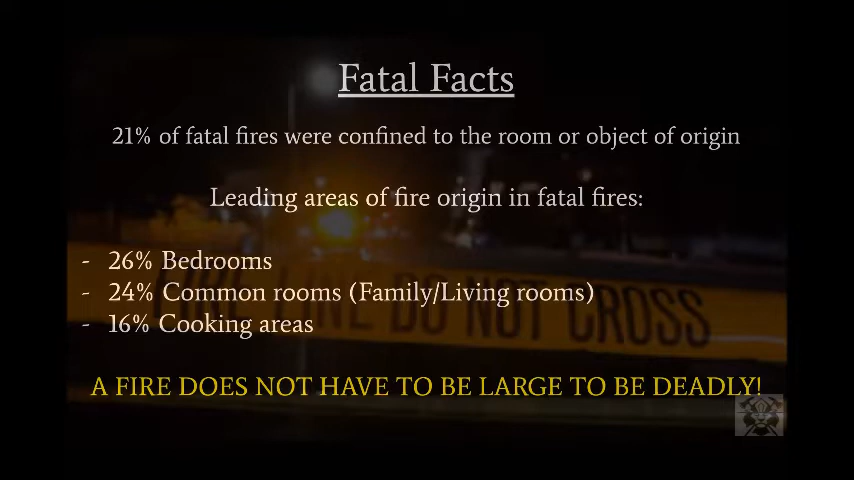 Fatal Facts
21% of fatal fires were confined to the room or object of origin
Leading areas of fire origin in fatal fires:
- 26% Bedrooms
- 24% Common rooms (Family/Living rooms)
- 16% Cooking areas
LINE DO NOT CROSS
A FIRE DOES NOT HAVE TO BE LARGE TO BE DEADLY!